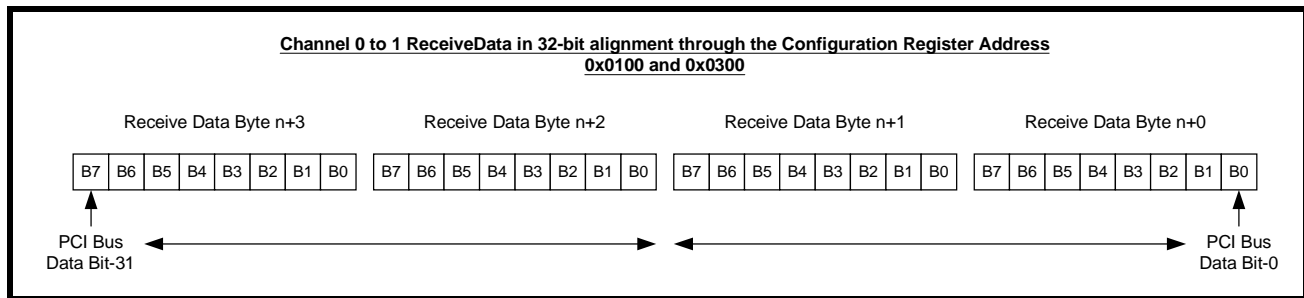 Channel 0 to 1 ReceiveData in 32-bit alignment through the Configuration Register Address
0x0100 and 0x0300
Receive Data Byte n+3 Receive Data Byte n+2 Receive Data Byte n+1 Receive Data Byte n+0
B7 B6 B5 B4 B3 B2 B1 B0 B7 B6 B5 B4 B3 B2 B1 B0 B7 B6 B5 B4 B3 B2 B1 B0 B7 B6 B5 B4 B3 B2 B1 B0
PCI Bus PCI Bus
Data Bit-31 Data Bit-0